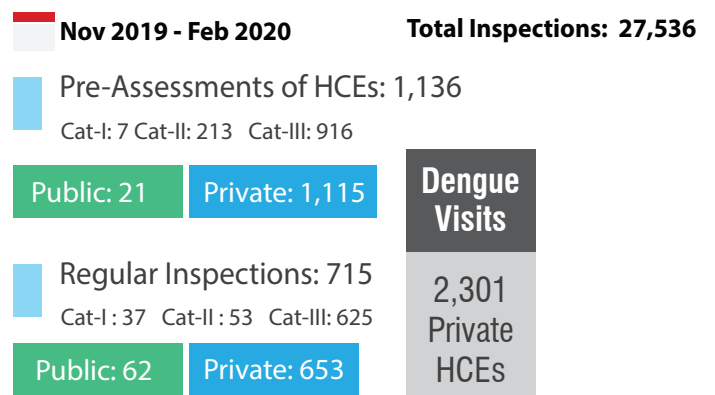 Nov 2019 - Feb 2020
Total Inspections: 27,536
Pre-Assessments of HCEs: 1,136
Cat-I: 7 Cat-II: 213 Cat-III: 916
Public: 21
Private: 1,115
Regular Inspections: 715
Cat-I : 37 Cat-II : 53 Cat-III: 625
Public: 62
Private: 653
Dengue
Visits
2,301
Private
HCEs